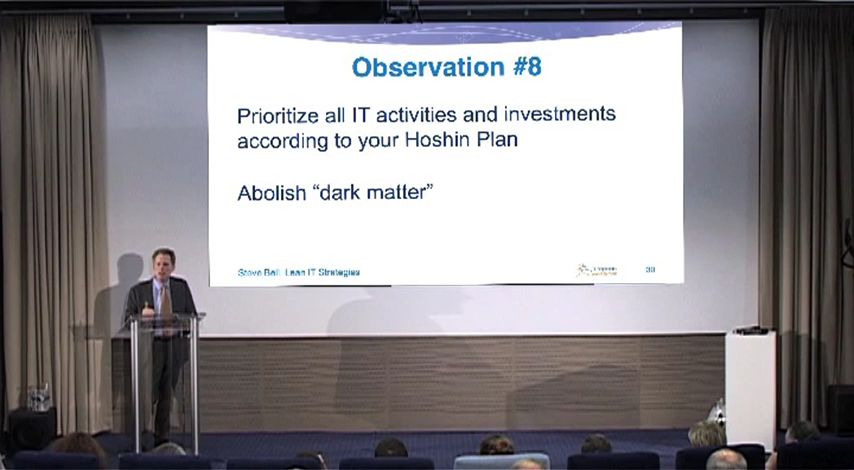 Observation #8
Prioritize all IT activities and investments
according to your Hoshin Plan
Abolish “dark matter”
Steve Bell, Lean IT Strategies
30